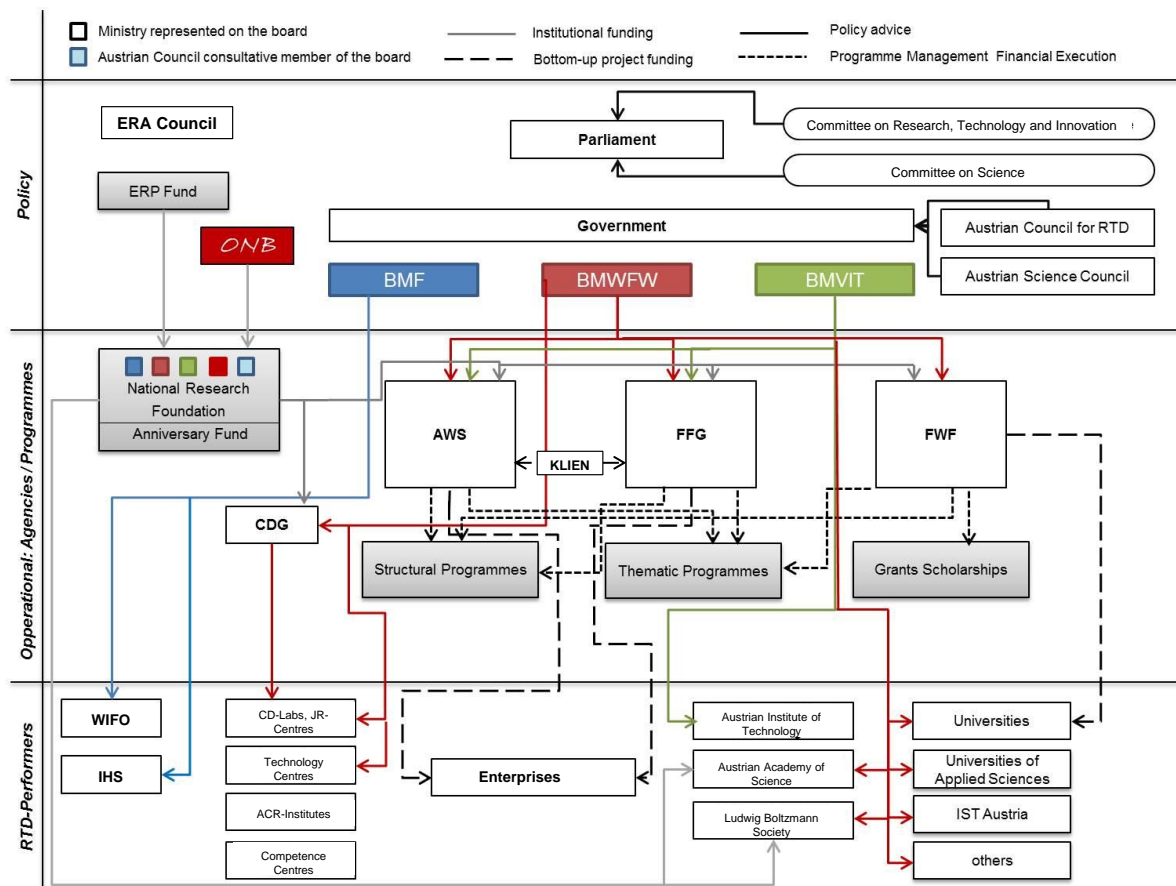 Ministry represented on the board
Austrian Council consultative member of the board
Institutional funding
Bottom-up project funding
Policy advice
Programme Management Financial Execution
Policy
ERA Council
Parliament
Committee on Research, Technology and Innovation
Committee on Science
ERP Fund
ONB
Government
Austrian Council for RTD
Austrian Science Council
BMF
BMWFW
BMVIT
Opperational: Agencies / Programmes
National Research
Foundation
Anniversary Fund
AWS
FFG
FWF
KLIEN
CDG
Structural Programmes
Thematic Programmes
Grants Scholarships
RTD-Performers
WIFO
IHS
CD-Labs, JR-
Centres
Technology
Centres
ACR-Institutes
Competence
Centres
Enterprises
Austrian Institute of
Technology
Austrian Academy of
Science
Ludwig Boltzmann
Society
Universities
Universities
of Applied Sciences
IST Austria
others